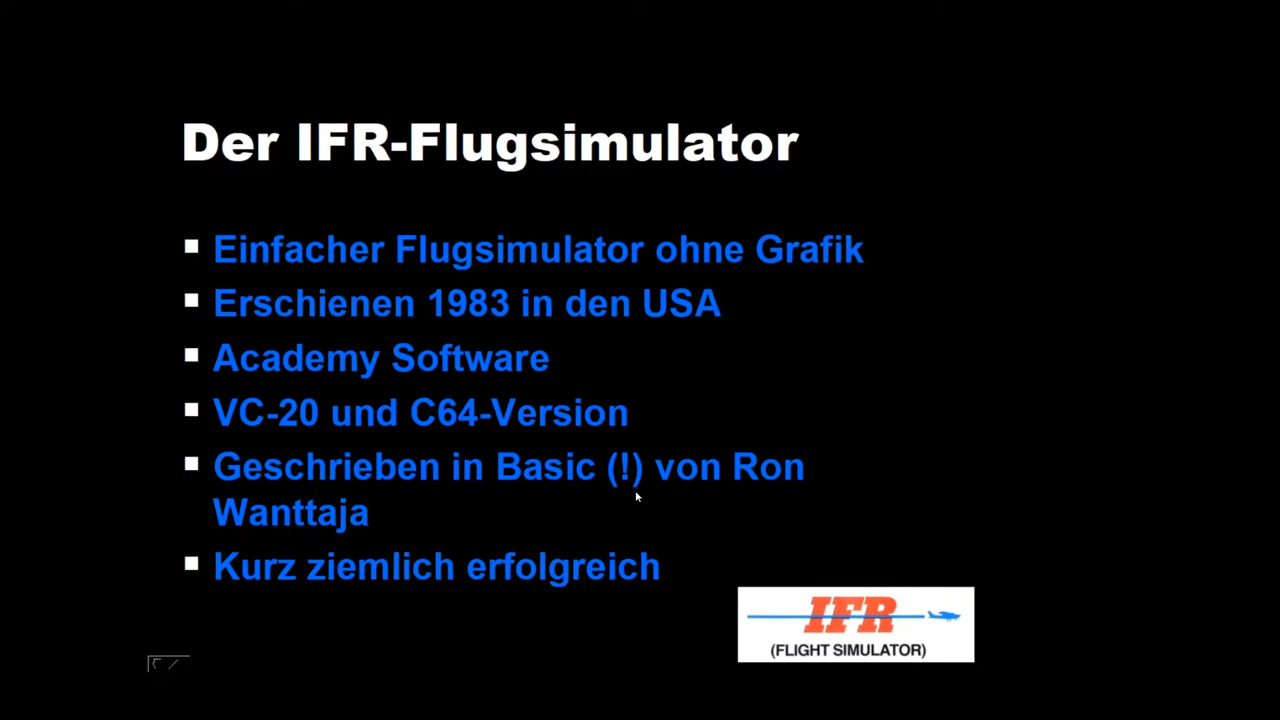 Der IFR-Flugsimulator
Einfacher Flugsimulator ohne Grafik
Erschienen 1983 in den USA
Academy Software
VC-20 und C64-Version
Geschrieben in Basic (!) von Ron
Wanttaja
Kurz ziemlich erfolgreich
IFR
(FLIGHT SIMULATOR)